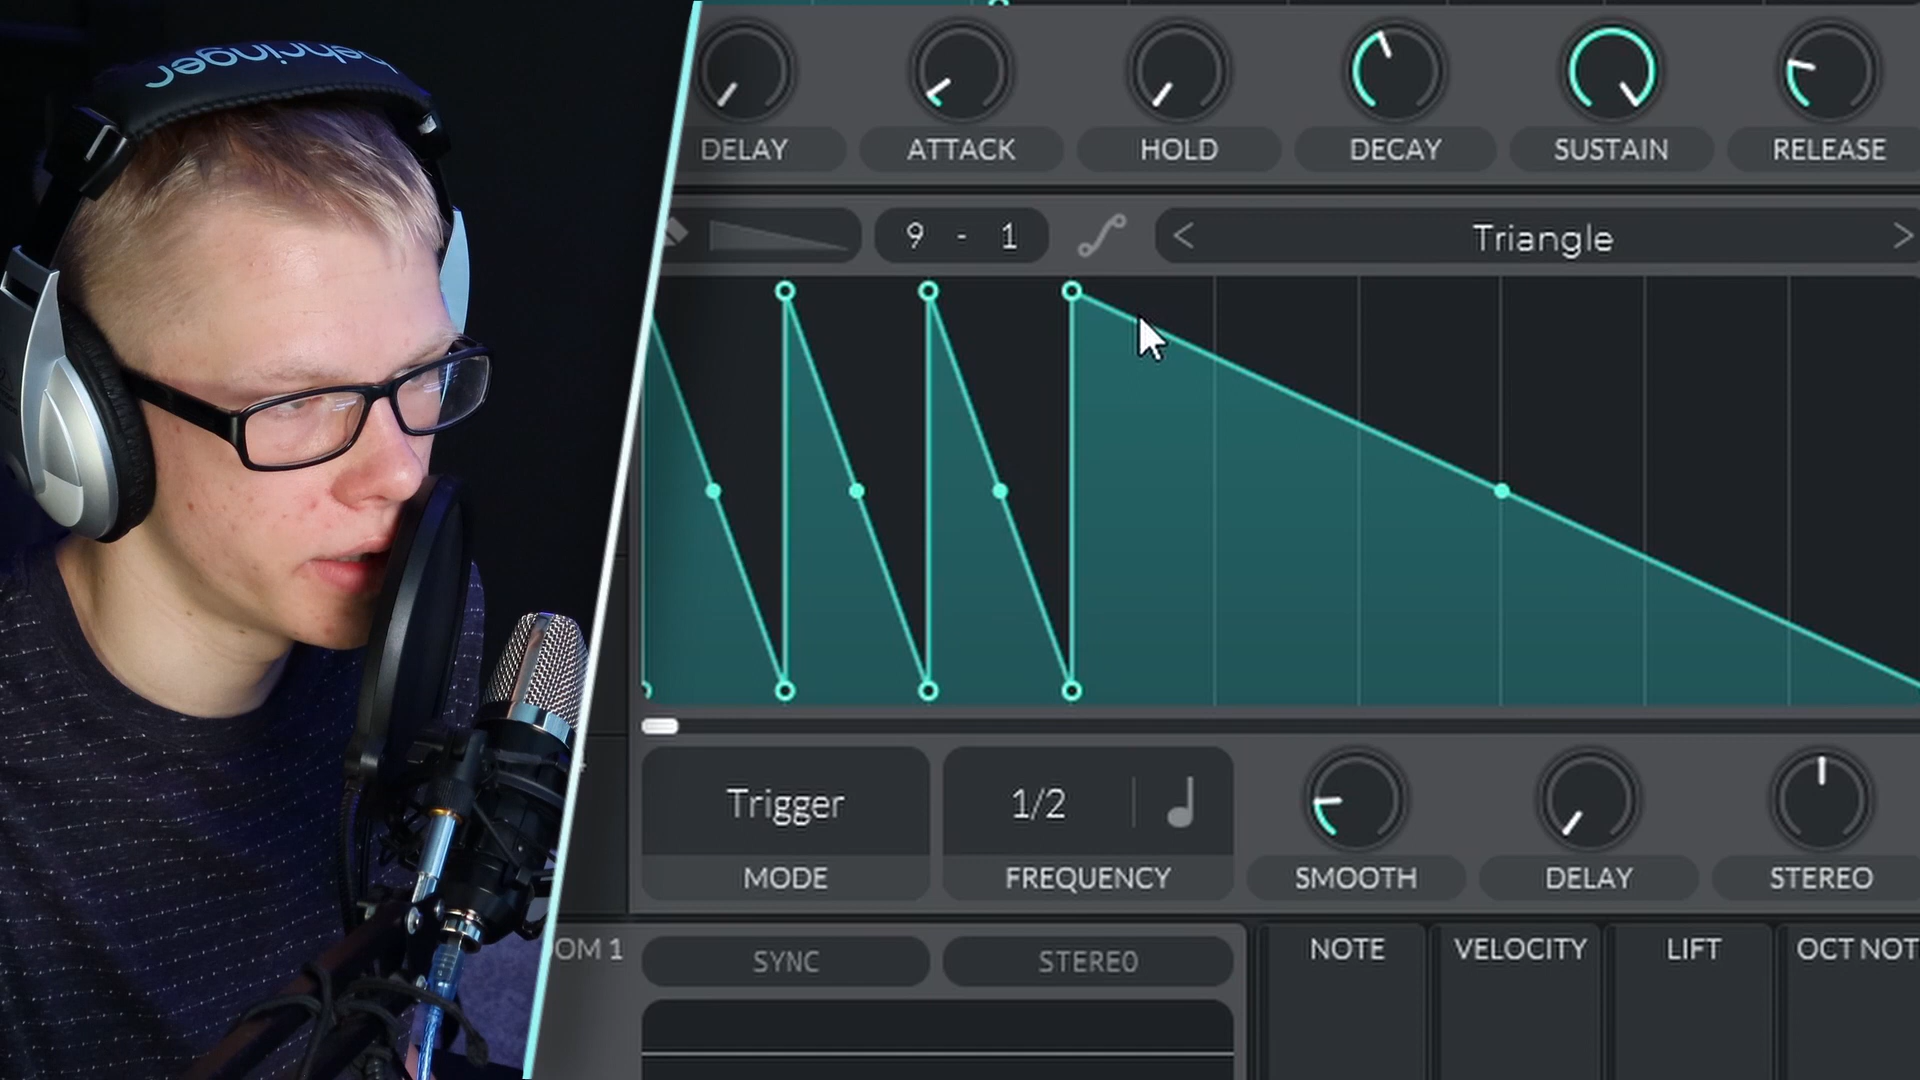 behringer
DELAY
ATTACK
HOLD
DECAY
SUSTAIN
RELEASE
9 - 1
Triangle
Trigger
1/2
MODE
FREQUENCY
SMOOTH
DELAY
STEREO
OM 1
SYNC
STEREO
NOTE
VELOCITY
LIFT
OCT NOT